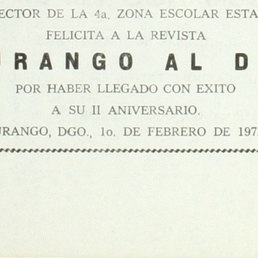 ECTOR DE LA 4a. ZONA ESCOLAR ESTA
FELICITA A LA REVISTA
URANGO AL D
POR HABER LLEGADO CON EXITO
A SU II ANIVERSARIO.
URANGO, DGO., 1o. DE FEBRERO DE 197